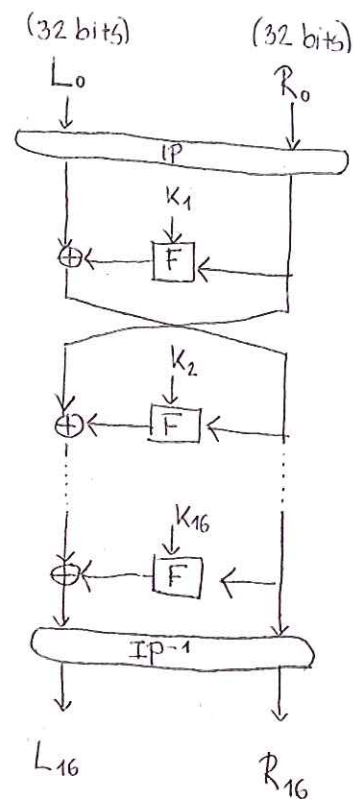 (32 bits) (32 bits)
L₀ R₀
IP
K₁
F
K₂
F
K₁₆
F
IP⁻¹
L₁₆ R₁₆